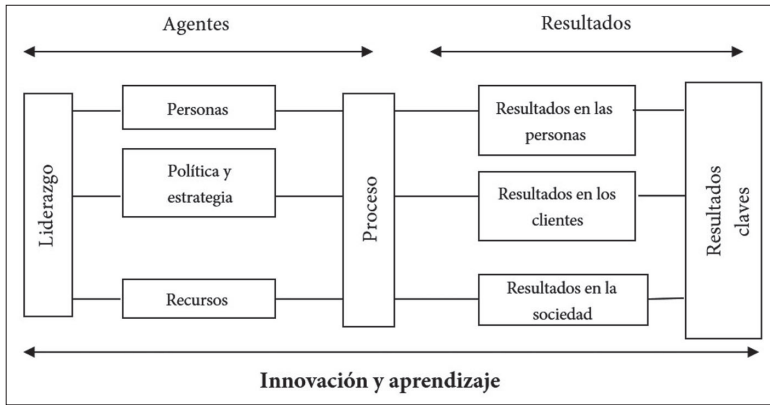 Agentes
Resultados
Liderazgo
Personas
Política y
estrategia
Recursos
Proceso
Resultados en las
personas
Resultados en los
clientes
Resultados en la
sociedad
Resultados
claves
Innovación y aprendizaje